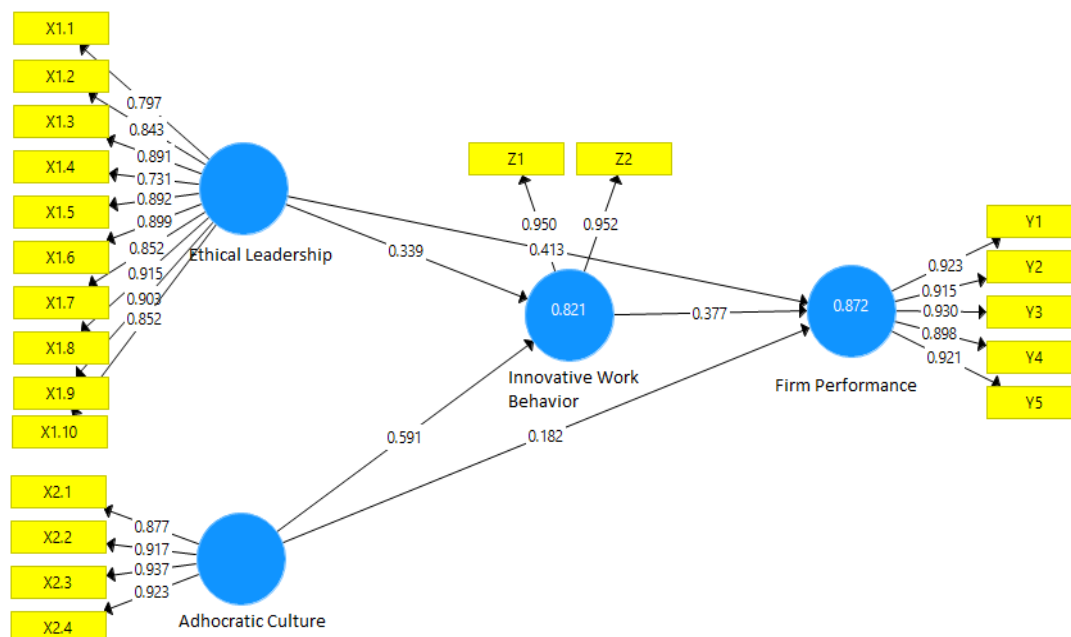 X1.1
X1.2
X1.3
X1.4
X1.5
X1.6
X1.7
X1.8
X1.9
X1.10
0.797
0.843
0.891
0.731
0.892
0.899
0.852
0.915
0.903
0.852
Ethical Leadership
X2.1
X2.2
X2.3
X2.4
0.877
0.917
0.937
0.923
Adhocratic Culture
0.339
0.413
0.591
0.182
Z1
Z2
0.950
0.952
0.821
Innovative Work
Behavior
0.377
0.872
Firm Performance
0.923
0.915
0.930
0.898
0.921
Y1
Y2
Y3
Y4
Y5